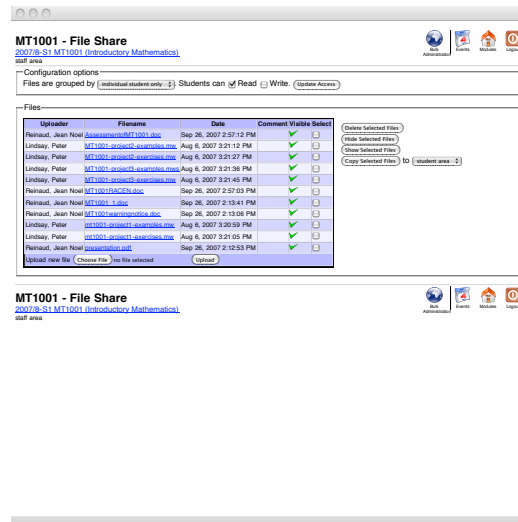 MT1001 - File Share
2007/8-S1 MT1001 (Introductory Mathematics)
staff area
Bulk Administration
Events
Modules
Logou
Configuration options
Files are grouped by individual student only . Students can Read Write. Update Access
Files
Uploader Filename Date Comment Visible Select
Reinaud, Jean Noel AssessmentofMT1001.doc Sep 26, 2007 2:57:12 PM
Lindsay, Peter MT1001-project2-examples.mw Aug 6, 2007 3:21:12 PM
Lindsay, Peter MT1001-project2-exercises.mw Aug 6, 2007 3:21:27 PM
Lindsay, Peter MT1001-project3-examples.mws Aug 6, 2007 3:21:36 PM
Lindsay, Peter MT1001-project3-exercises.mw Aug 6, 2007 3:21:45 PM
Reinaud, Jean Noel MT1001RACEN.doc Sep 26, 2007 2:57:03 PM
Reinaud, Jean Noel MT1001_1.doc Sep 26, 2007 2:13:41 PM
Reinaud, Jean Noel MT1001warningnotice.doc Sep 26, 2007 2:13:06 PM
Lindsay, Peter mt1001-project1-examples.mw Aug 6, 2007 3:20:59 PM
Lindsay, Peter mt1001-project1-exercises.mw Aug 6, 2007 3:21:05 PM
Reinaud, Jean Noel presentation.pdf Sep 26, 2007 2:12:53 PM
Upload new file Choose File no file selected Upload
Delete Selected Files
Hide Selected Files
Show Selected Files
Copy Selected Files to student area
MT1001 - File Share
2007/8-S1 MT1001 (Introductory Mathematics)
staff area
Bulk Administration
Events
Modules
Logou